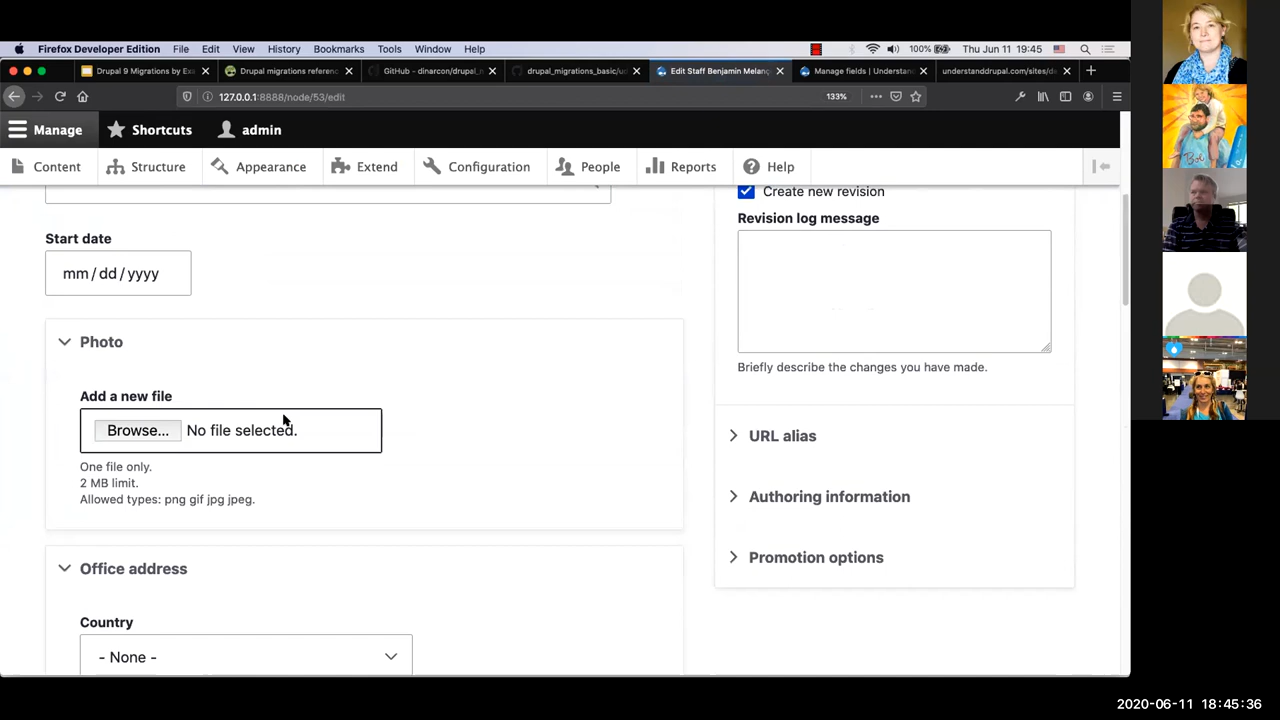 Firefox Developer Edition File Edit View History Bookmarks Tools Window Help 100% Thu Jun 11 19:45
Drupal 9 Migrations by Ex
Drupal migrations referenc
GitHub - dinarcon/drupal_m
drupal_migrations_basic/un
Edit Staff Benjamin Melanç
Manage fields | Understand
understanddrupal.com/sites/de
127.0.0.1:8888/node/53/edit
133%
Manage Shortcuts admin
Content Structure Appearance Extend Configuration People Reports Help
Start date
mm / dd / yyyy
Photo
Add a new file
Browse... No file selected.
One file only.
2 MB limit.
Allowed types: png gif jpg jpeg.
Office address
Country
- None -
Create new revision
Revision log message
Briefly describe the changes you have made.
URL alias
Authoring information
Promotion options
2020-06-11 18:45:36